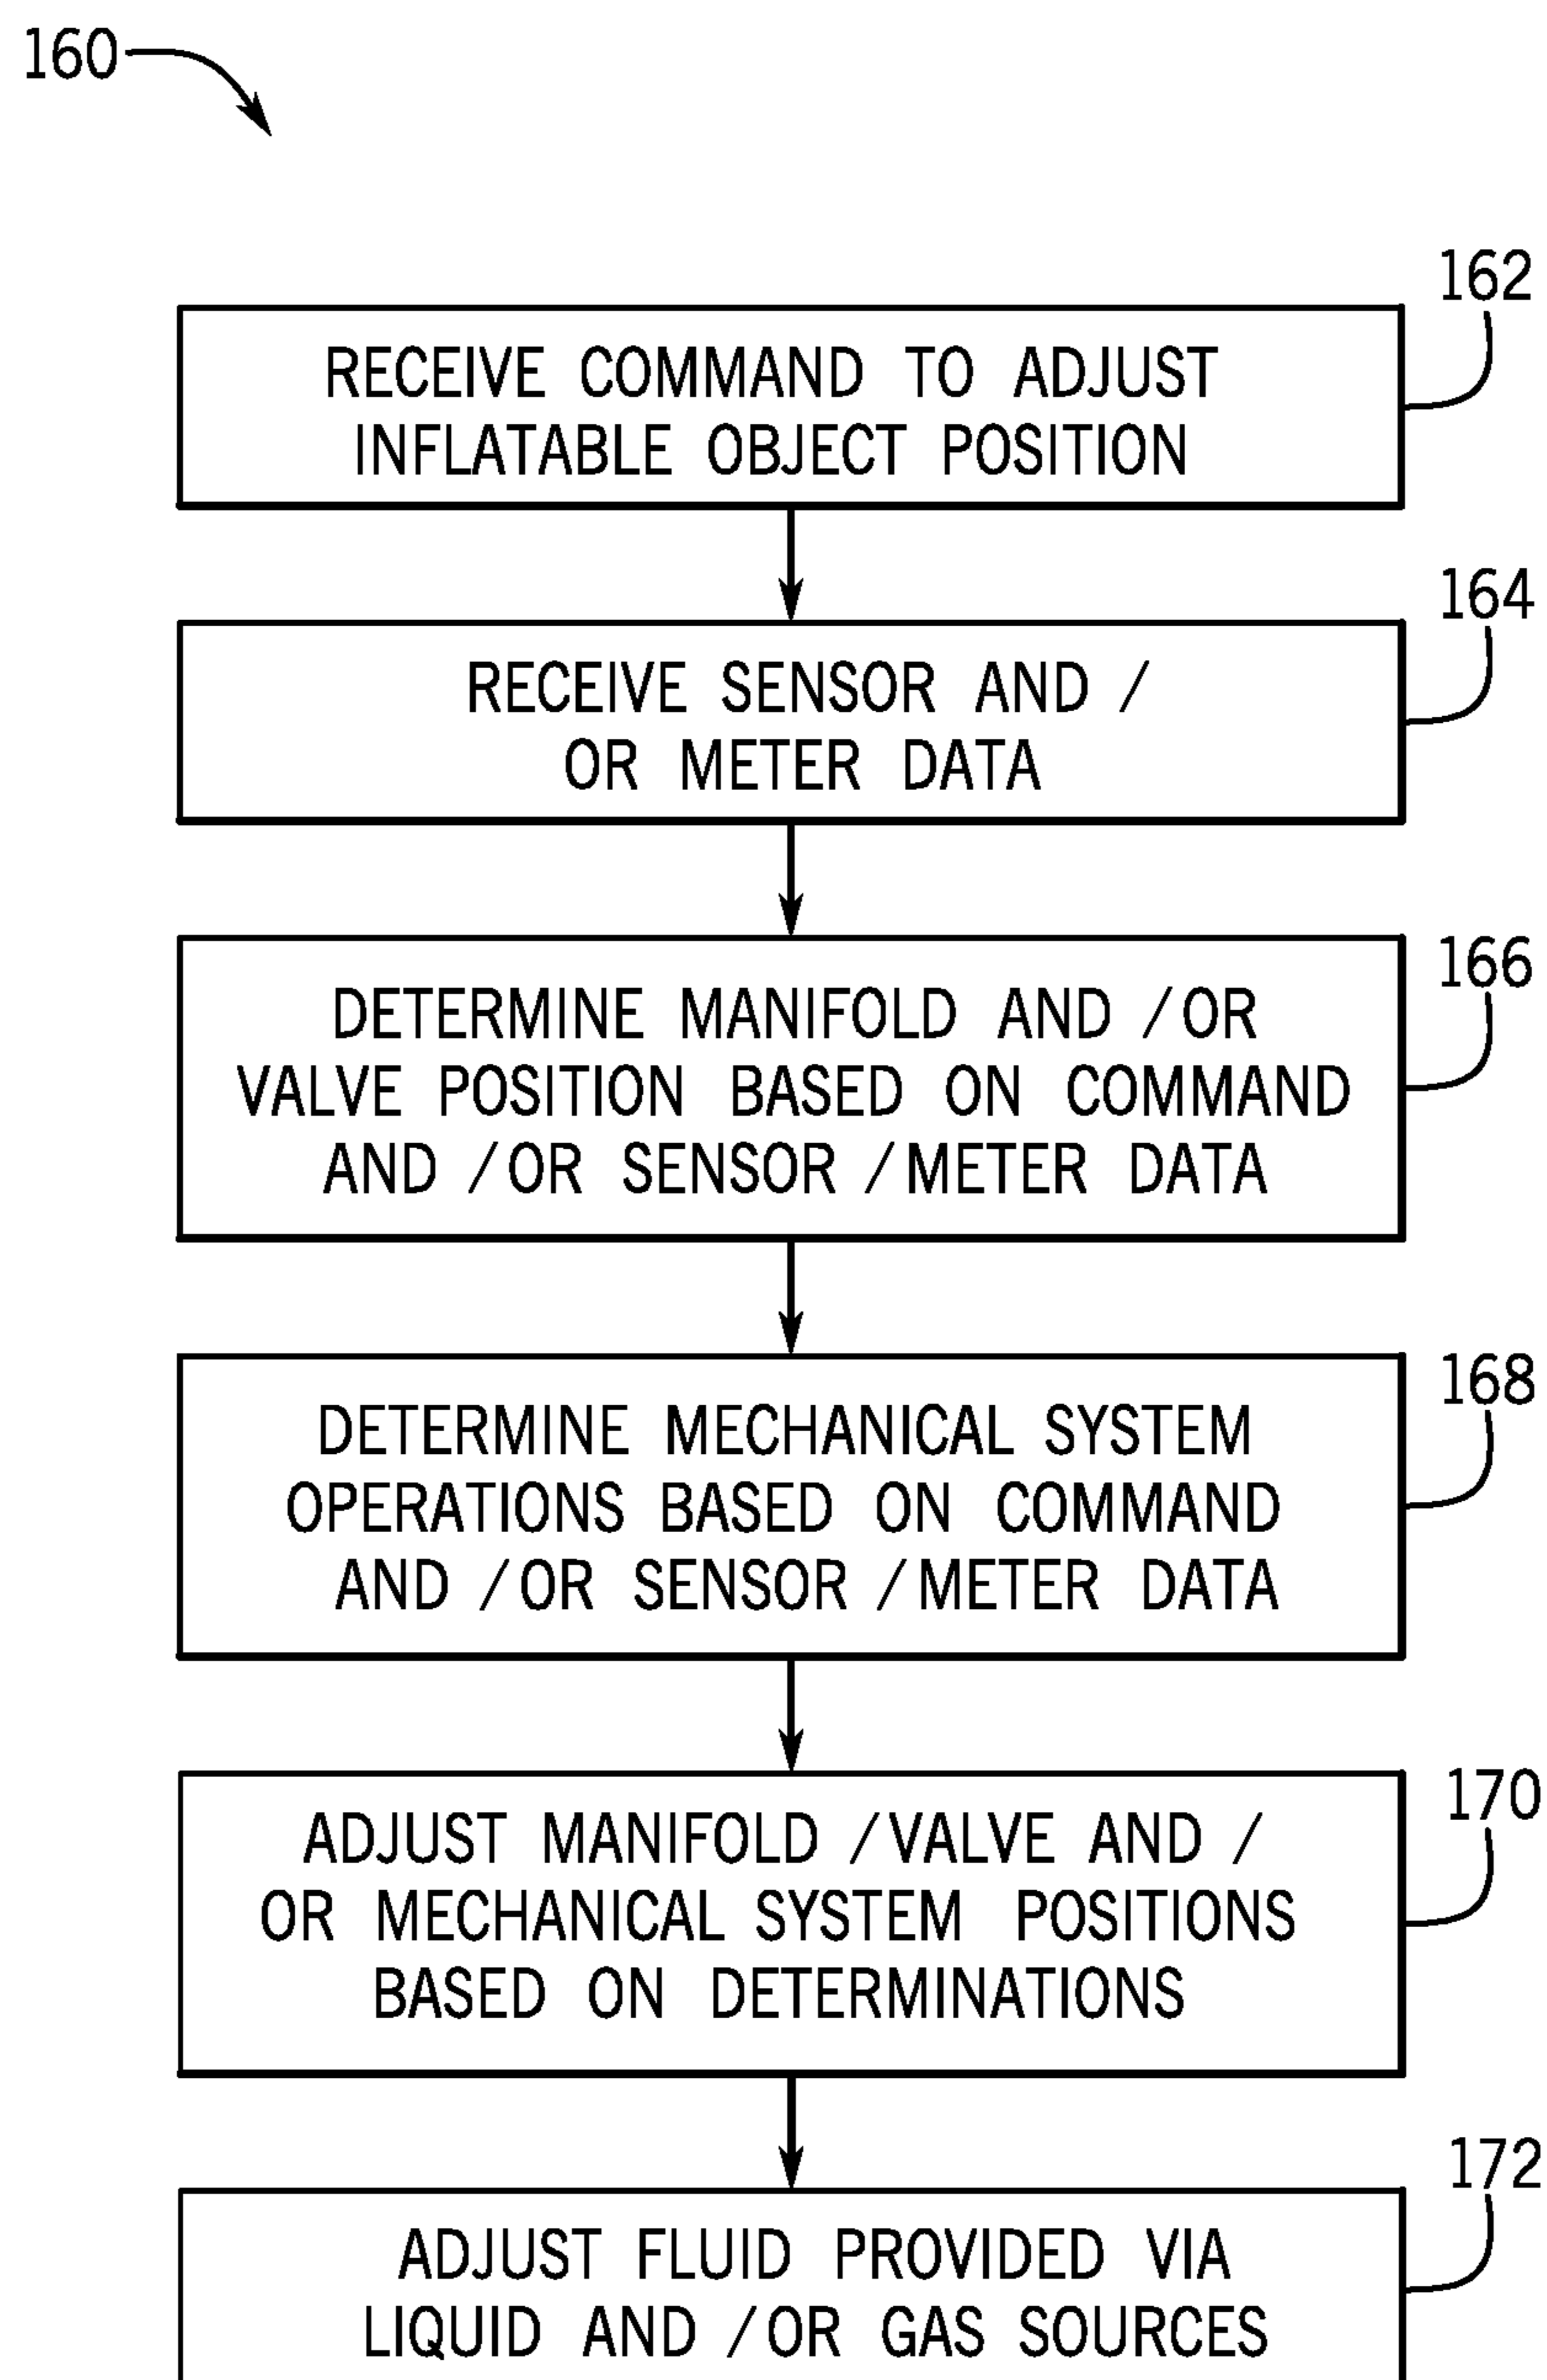 160
162
RECEIVE COMMAND TO ADJUST
INFLATABLE OBJECT POSITION
164
RECEIVE SENSOR AND /
OR METER DATA
166
DETERMINE MANIFOLD AND /OR
VALVE POSITION BASED ON COMMAND
AND /OR SENSOR /METER DATA
168
DETERMINE MECHANICAL SYSTEM
OPERATIONS BASED ON COMMAND
AND /OR SENSOR /METER DATA
170
ADJUST MANIFOLD /VALVE AND /
OR MECHANICAL SYSTEM POSITIONS
BASED ON DETERMINATIONS
172
ADJUST FLUID PROVIDED VIA
LIQUID AND /OR GAS SOURCES